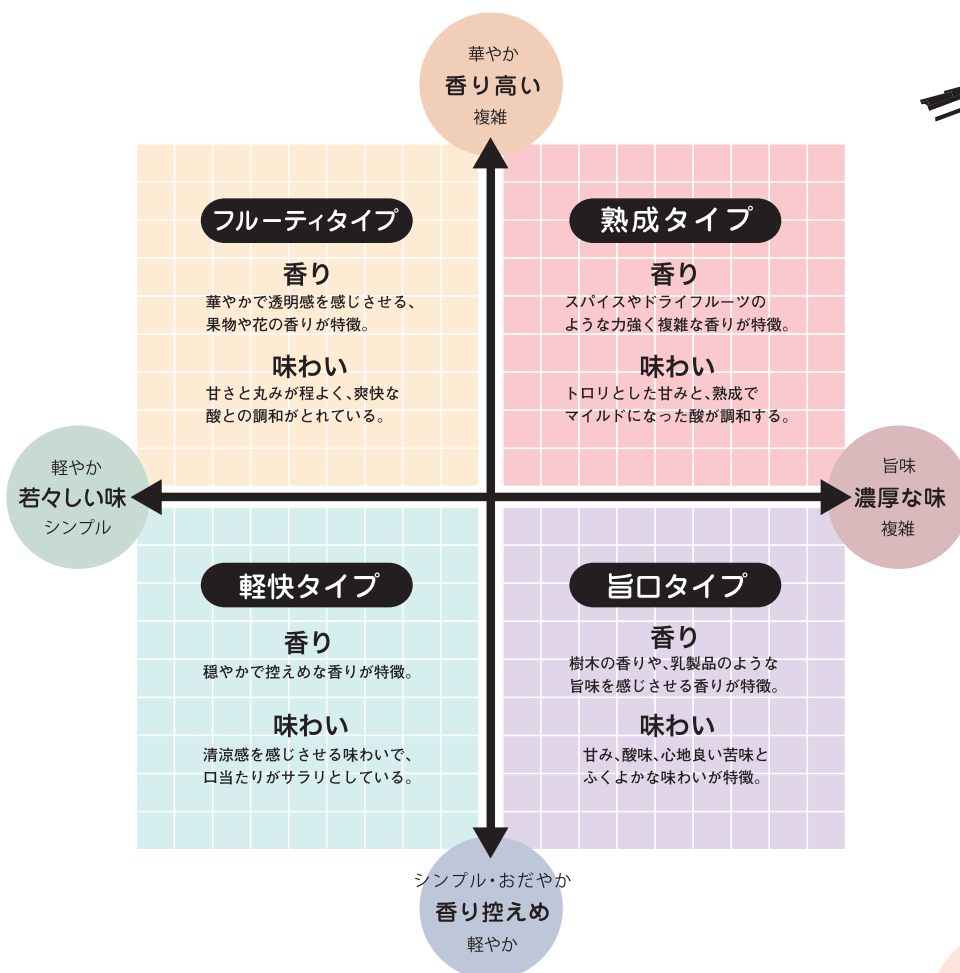 華やか
香り高い
複雑
フルーティタイプ
香り
華やかで透明感を感じさせる、
果物や花の香りが特徴。
味わい
甘さと丸みが程よく、爽快な
酸との調和がとれている。
熟成タイプ
香り
スパイスやドライフルーツの
ような力強く複雑な香りが特徴。
味わい
トロリとした甘みと、熟成で
マイルドになった酸が調和する。
軽やか
若々しい味
シンプル
旨味
濃厚な味
複雑
軽快タイプ
香り
穏やかで控えめな香りが特徴。
味わい
清涼感を感じさせる味わいで、
口当たりがサラリとしている。
旨口タイプ
香り
樹木の香りや、乳製品のような
旨味を感じさせる香りが特徴。
味わい
甘み、酸味、心地良い苦味と
ふくよかな味わいが特徴。
シンプル・おだやか
香り控えめ
軽やか